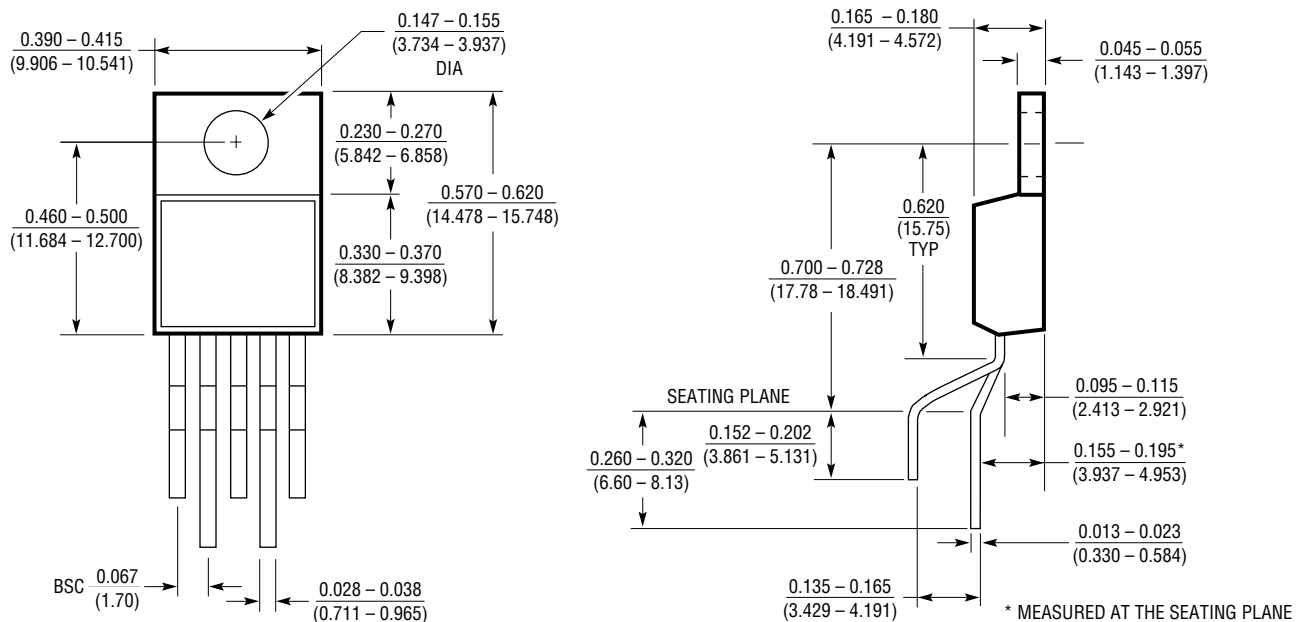 0.390 – 0.415
(9.906 – 10.541)
0.147 – 0.155
(3.734 – 3.937)
DIA
0.230 – 0.270
(5.842 – 6.858)
0.460 – 0.500
(11.684 – 12.700)
0.570 – 0.620
(14.478 – 15.748)
0.330 – 0.370
(8.382 – 9.398)
BSC
0.067
(1.70)
0.028 – 0.038
(0.711 – 0.965)
0.165 – 0.180
(4.191 – 4.572)
0.045 – 0.055
(1.143 – 1.397)
0.620
(15.75)
TYP
0.700 – 0.728
(17.78 – 18.491)
SEATING PLANE
0.152 – 0.202
(3.861 – 5.131)
0.260 – 0.320
(6.60 – 8.13)
0.095 – 0.115
(2.413 – 2.921)
0.155 – 0.195*
(3.937 – 4.953)
0.013 – 0.023
(0.330 – 0.584)
0.135 – 0.165
(3.429 – 4.191)
* MEASURED AT THE SEATING PLANE